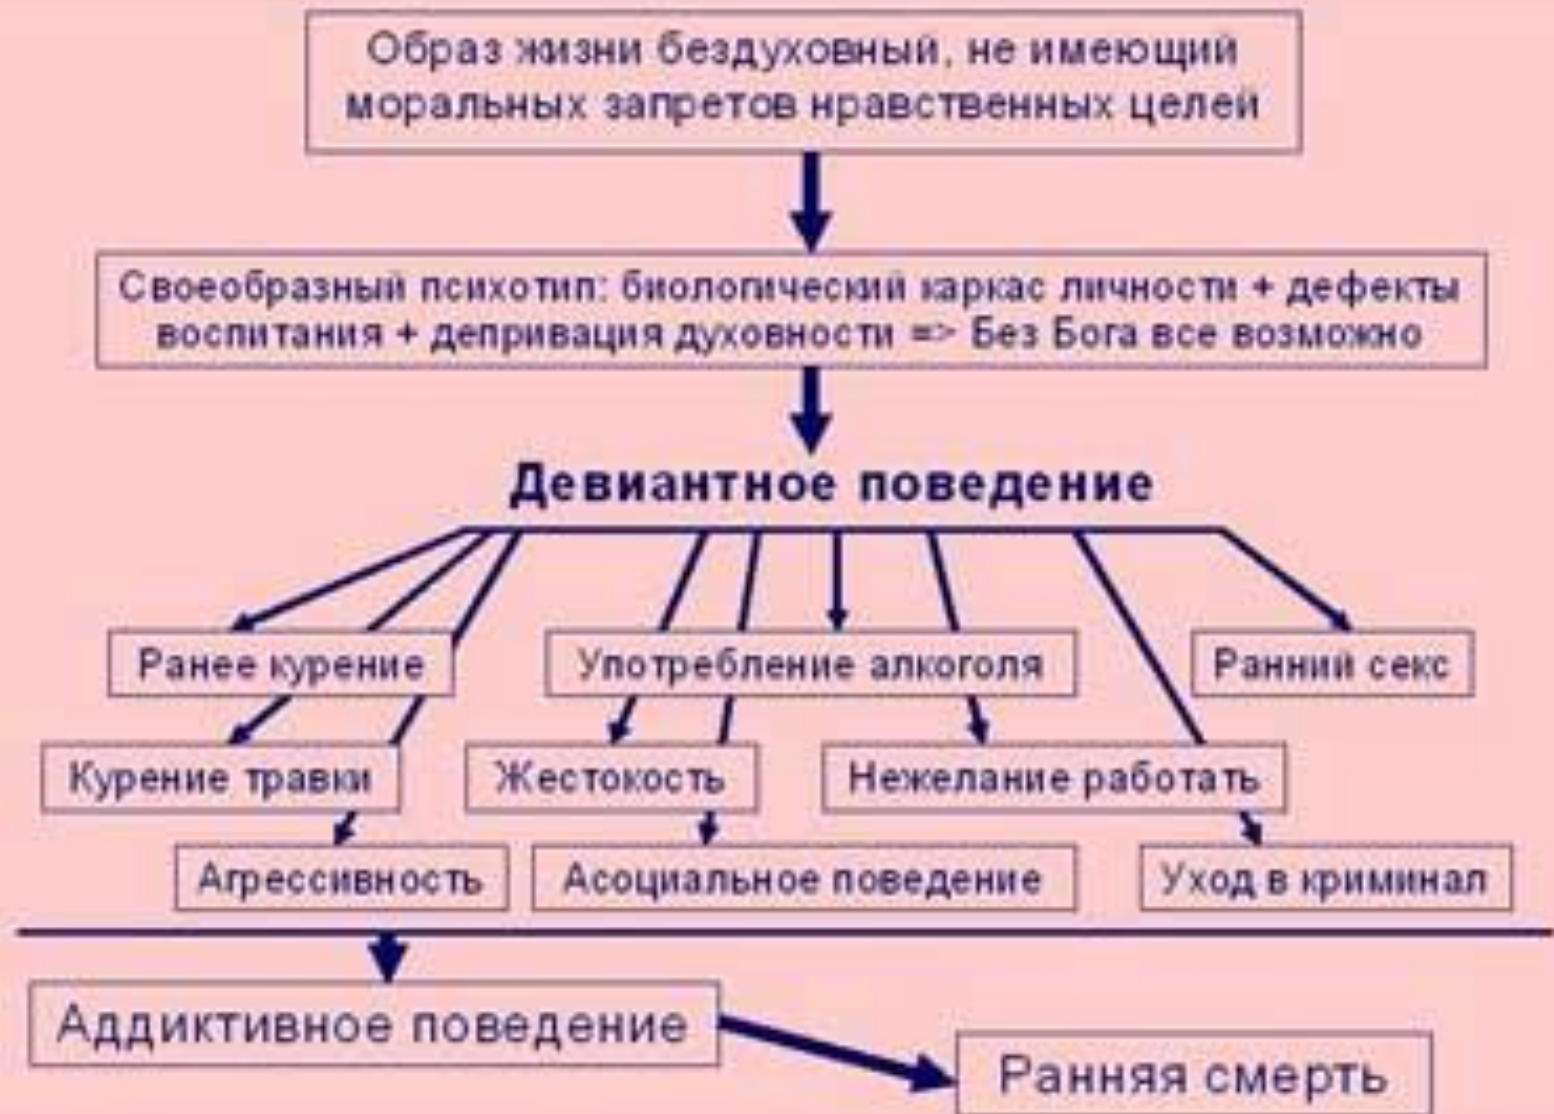 Образ жизни бездуховный, не имеющий
моральных запретов нравственных целей
Своеобразный психотип: биологический каркас личности + дефекты
воспитания + депривация духовности => Без Бога все возможно
Девиантное поведение
Ранее курение
Употребление алкоголя
Ранний секс
Курение травки
Жестокость
Нежелание работать
Агрессивность
Асоциальное поведение
Уход в криминал
Аддиктивное поведение
Ранняя смерть